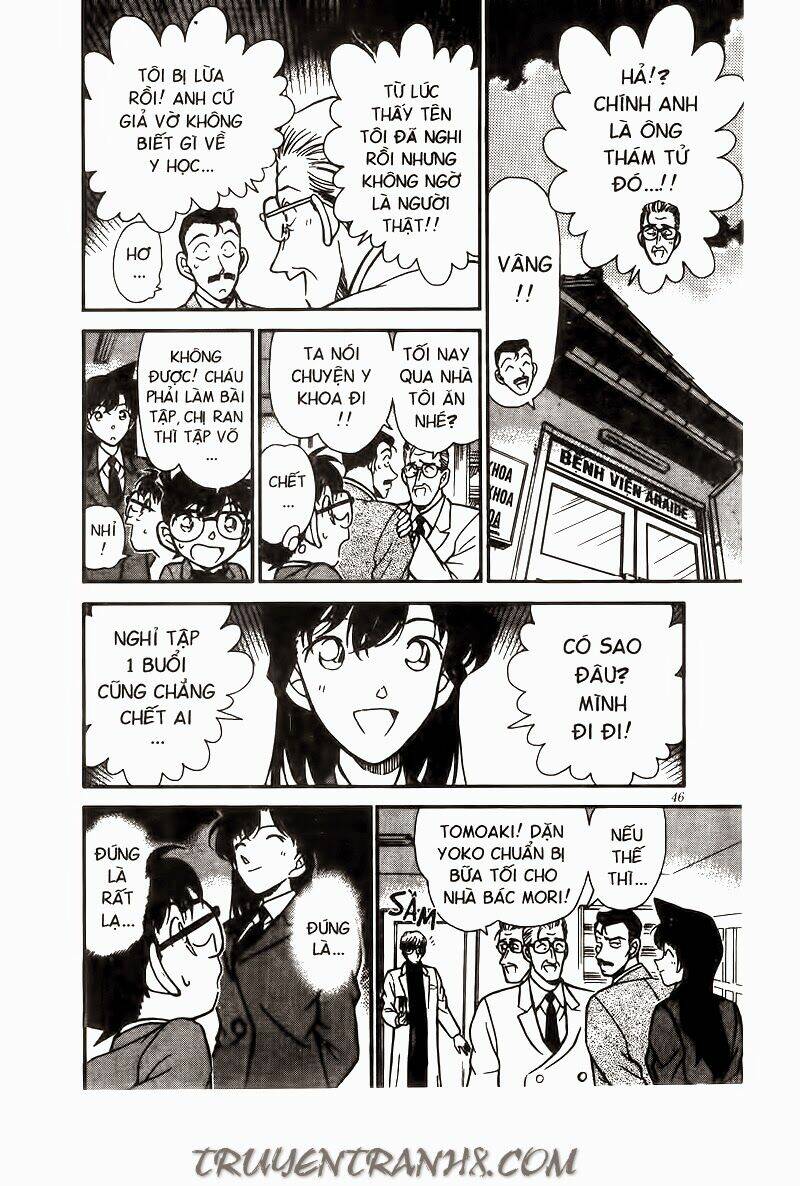 HẢ!?
CHÍNH ANH
LÀ ÔNG
THÁM TỬ
ĐÓ...!!
VÂNG
!!
BỆNH VIỆN ARAIDE
KHOA
KHOA
OA
TỪ LÚC
THẤY TÊN
TÔI ĐÃ NGHI
RỒI NHƯNG
KHÔNG NGỜ
LÀ NGƯỜI
THẬT!!
TÔI BỊ LỪA
RỒI! ANH CỨ
GIẢ VỜ KHÔNG
BIẾT GÌ VỀ
Y HỌC...
HƠ
...
TỐI NAY
QUA NHÀ
TÔI ĂN
NHÉ?
TA NÓI
CHUYỆN Y
KHOA ĐI
!!
CHẾT
...
KHÔNG
ĐƯỢC! CHÁU
PHẢI LÀM BÀI
TẬP, CHỊ RAN
THÌ TẬP VÕ
...
NHỈ
!
CÓ SAO
ĐÂU?
MÌNH
ĐI ĐI!
NGHỈ TẬP
1 BUỔI
CŨNG CHẲNG
CHẾT AI
...
46
NẾU
THẾ
THÌ...
TOMOAKI! DẶN
YOKO CHUẨN BỊ
BỮA TỐI CHO
NHÀ BÁC MORI!
SẦM
ĐÚNG
LÀ...
ĐÚNG
LÀ
RẤT
LẠ...
TRUYENTRANH8.COM